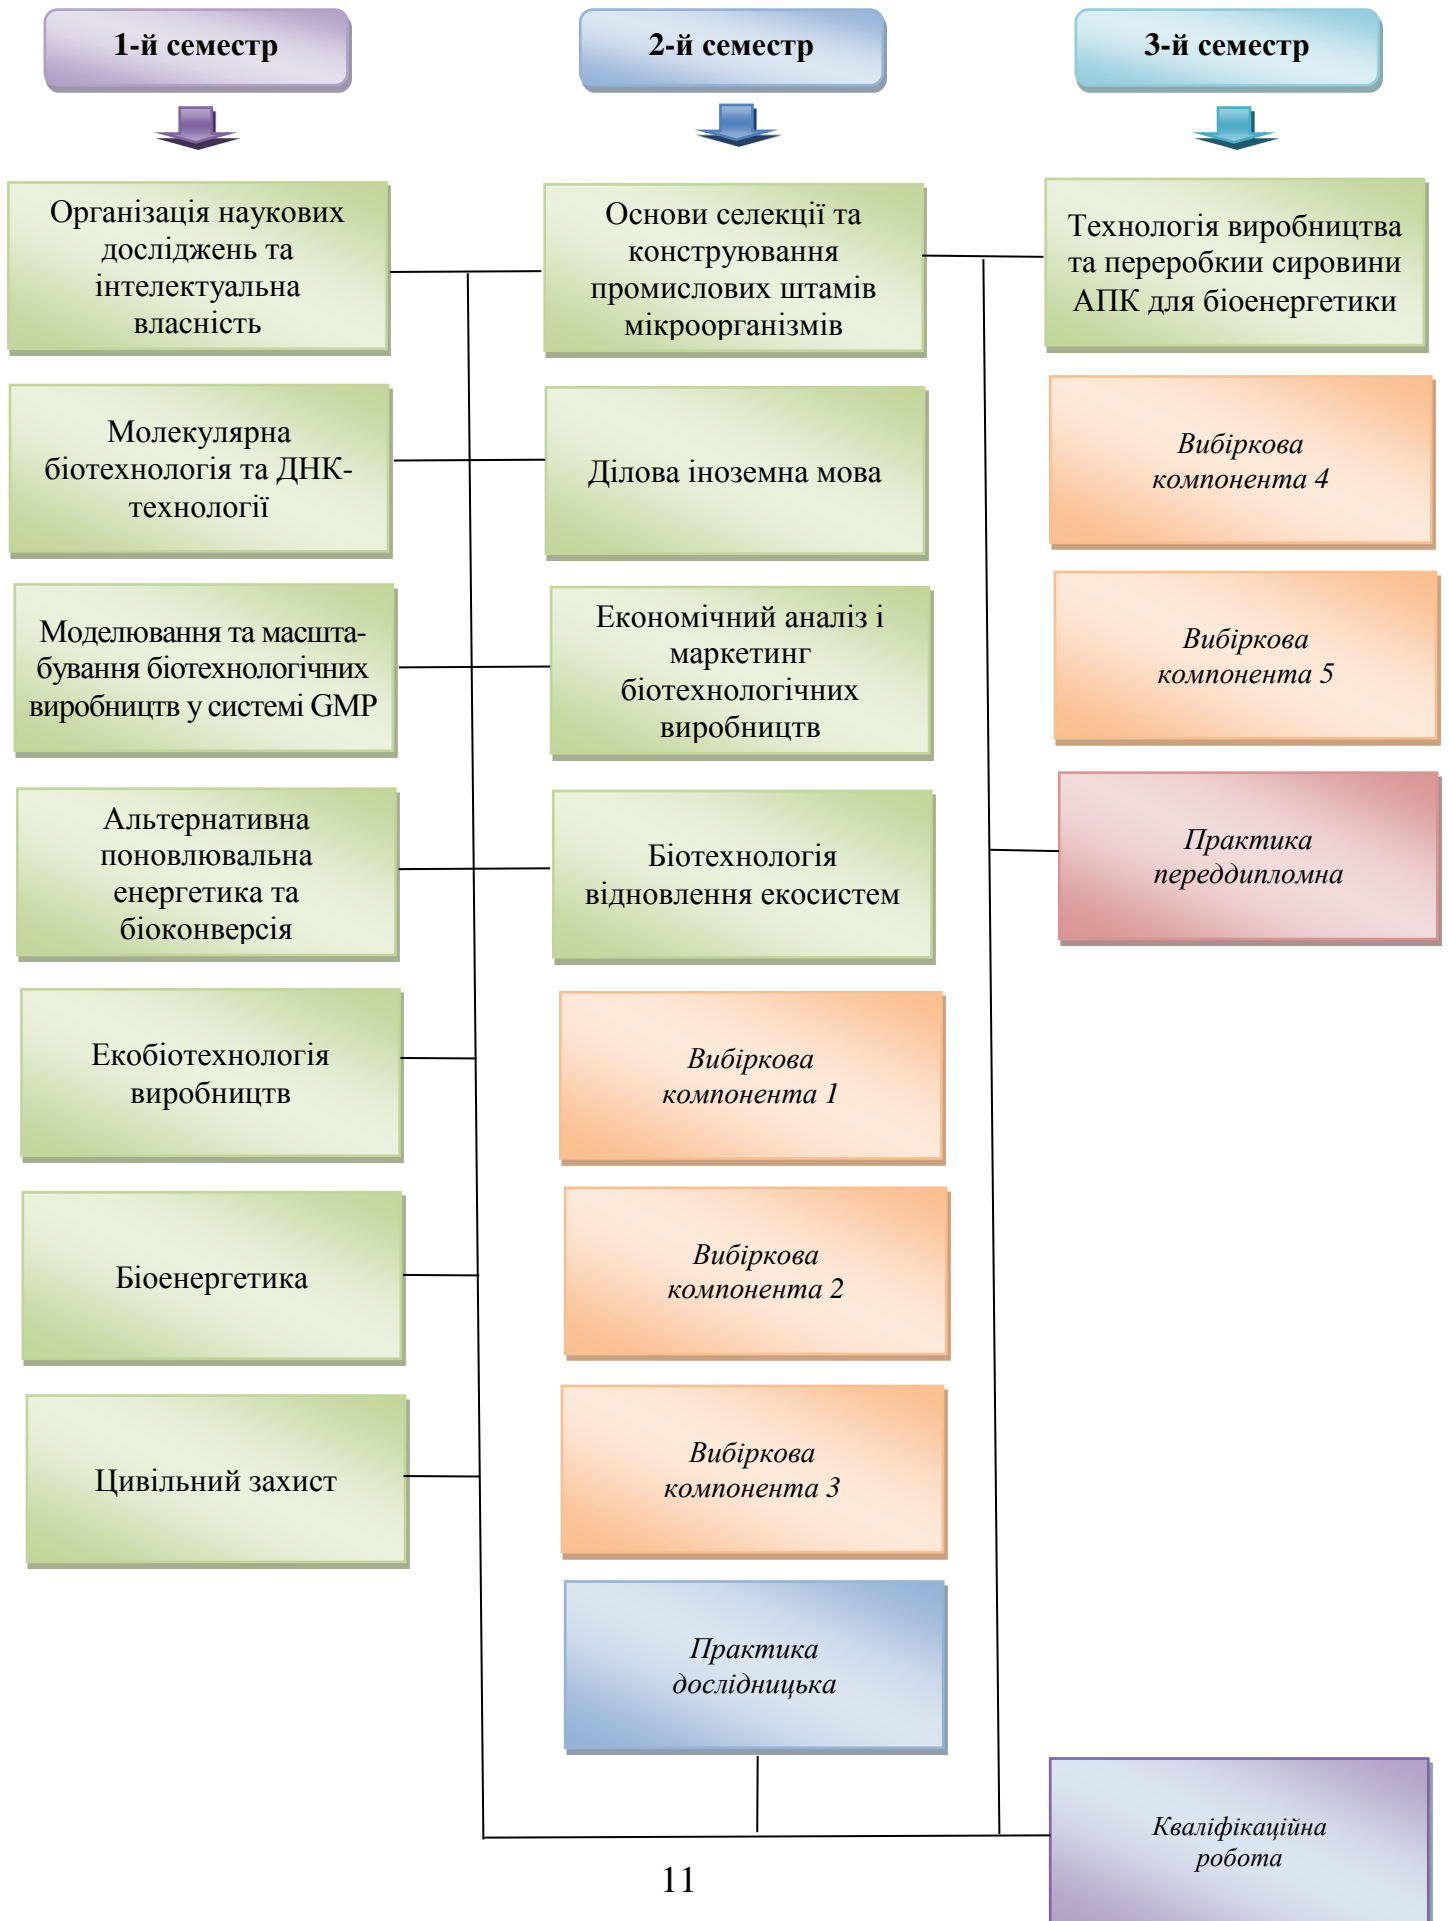 1-й семестр
2-й семестр
3-й семестр
Організація наукових
досліджень та
інтелектуальна
власність
Молекулярна
біотехнологія та ДНК-
технології
Моделювання та масшта-
бування біотехнологічних
виробництв у системі GMP
Альтернативна
поновлювальна
енергетика та
біоконверсія
Екобіотехнологія
виробництв
Біоенергетика
Цивільний захист
Основи селекції та
конструювання
промислових штамів
мікроорганізмів
Ділова іноземна мова
Економічний аналіз і
маркетинг
біотехнологічних
виробництв
Біотехнологія
відновлення екосистем
Вибіркова
компонента 1
Вибіркова
компонента 2
Вибіркова
компонента 3
Практика
дослідницька
Технологія виробництва
та переробкии сировини
АПК для біоенергетики
Вибіркова
компонента 4
Вибіркова
компонента 5
Практика
переддипломна
Кваліфікаційна
робота
11